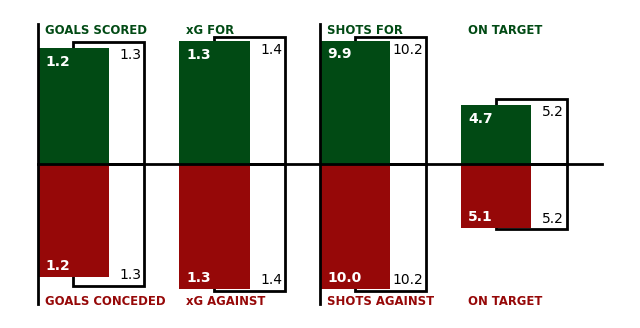 GOALS SCORED xG FOR SHOTS FOR ON TARGET
1.2 1.3 1.3 1.4 9.9 10.2 4.7 5.2
1.2 1.3 1.3 1.4 10.0 10.2 5.1 5.2
GOALS CONCEDED xG AGAINST SHOTS AGAINST ON TARGET